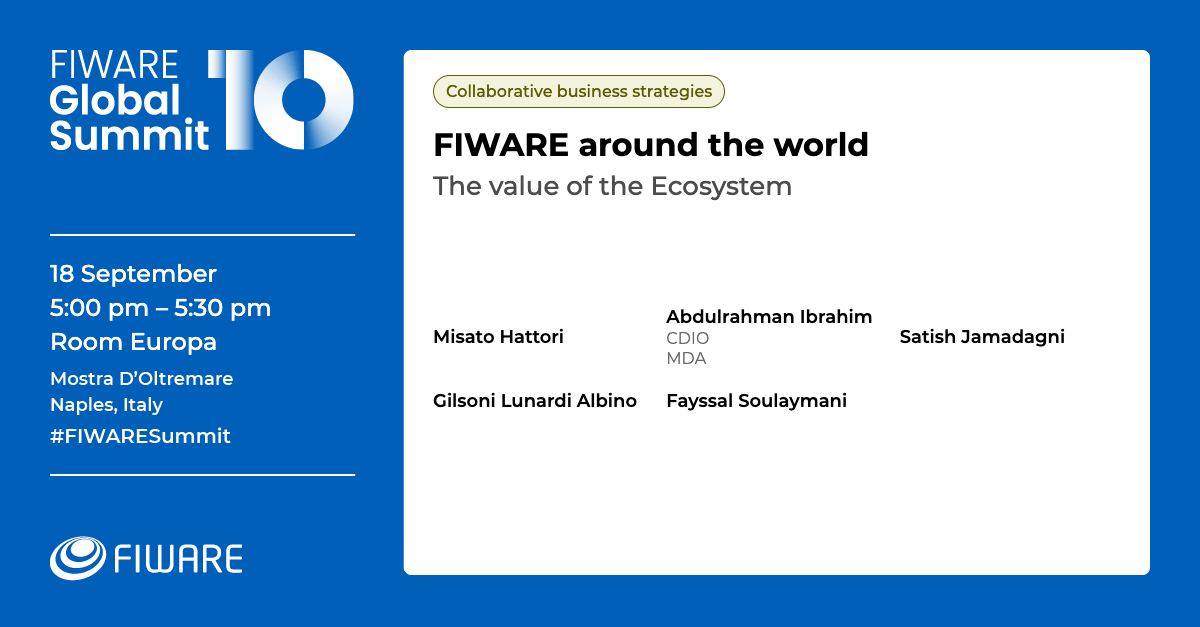 FIWARE
Global
Summit
10
18 September
5:00 pm – 5:30 pm
Room Europa
Mostra D’Oltremare
Naples, Italy
#FIWARESummit
FIWARE
Collaborative business strategies
FIWARE around the world
The value of the Ecosystem
Misato Hattori
Abdulrahman Ibrahim
CDIO
MDA
Satish Jamadagni
Gilsoni Lunardi Albino
Fayssal Soulaymani